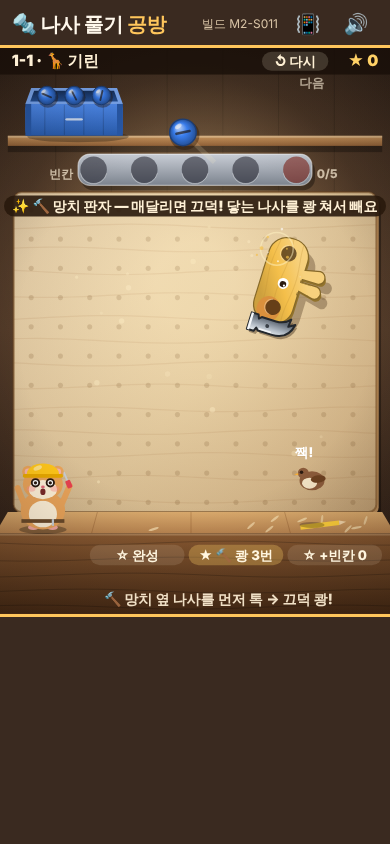 나사 풀기 공방 빌드 M2-S011
1-1 · 기린 다시 ★ 0
다음
빈칸 0/5
망치 판자 — 매달리면 끄덕! 닿는 나사를 쾅 쳐서 빼요
짹!
☆ 완성 ★ 쾅 3번 ☆ +빈칸 0
망치 옆 나사를 먼저 톡 → 끄덕 쾅!